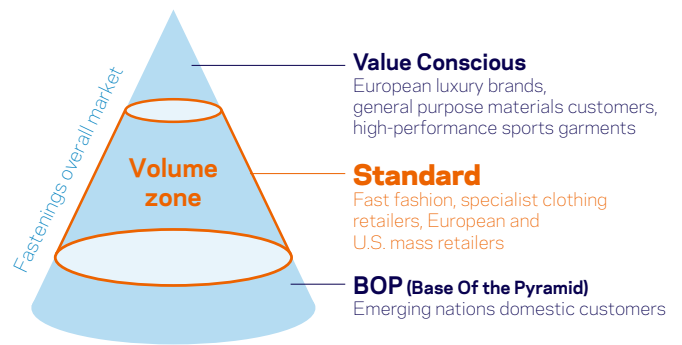 Fastenings overall market
Value Conscious
European luxury brands,
general purpose materials customers,
high-performance sports garments
Volume
zone
Standard
Fast fashion, specialist clothing
retailers, European and
U.S. mass retailers
BOP (Base Of the Pyramid)
Emerging nations domestic customers